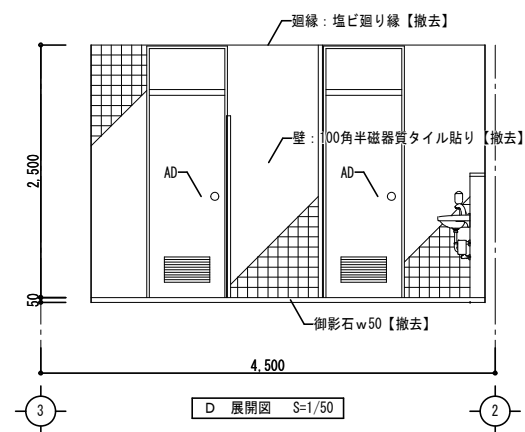 廻縁：塩ビ廻り縁【撤去】
壁：100角半磁器質タイル貼り【撤去】
2,500
AD
AD
50
御影石ｗ50【撤去】
4,500
3
D 展開図 S=1/50
2